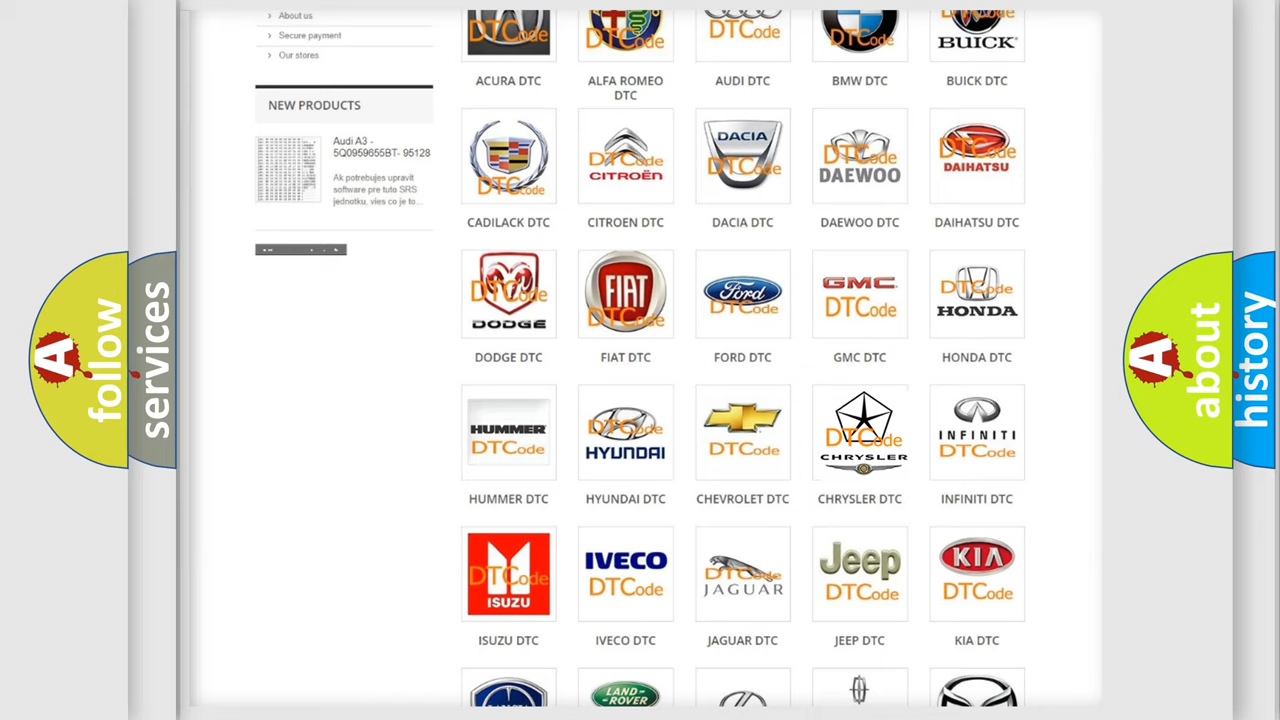 About us
Secure payment
Our stores
NEW PRODUCTS
Audi A3 -
5Q0959655BT- 95128
Ak potrebujes upravit
software pre tuto SRS
jednotku, vies co je to...
DTCode DTCode DTCode DTCode BUICK
ACURA DTC ALFA ROMEO DTC AUDI DTC BMW DTC BUICK DTC
DTCode DTCode CITROËN DACIA DTCode DTCode DAEWOO DTCode DAIHATSU
CADILACK DTC CITROEN DTC DACIA DTC DAEWOO DTC DAIHATSU DTC
DTCode DODGE FIAT DTCode Ford DTCode GMC DTCode DTCode HONDA
DODGE DTC FIAT DTC FORD DTC GMC DTC HONDA DTC
HUMMER DTCode DTCode HYUNDAI DTCode DTCode CHRYSLER INFINITI DTCode
HUMMER DTC HYUNDAI DTC CHEVROLET DTC CHRYSLER DTC INFINITI DTC
DTCode ISUZU IVECO DTCode DTCode JAGUAR Jeep DTCode KIA DTCode
ISUZU DTC IVECO DTC JAGUAR DTC JEEP DTC KIA DTC
LAND-
ROVER
A follow
services
A about
history